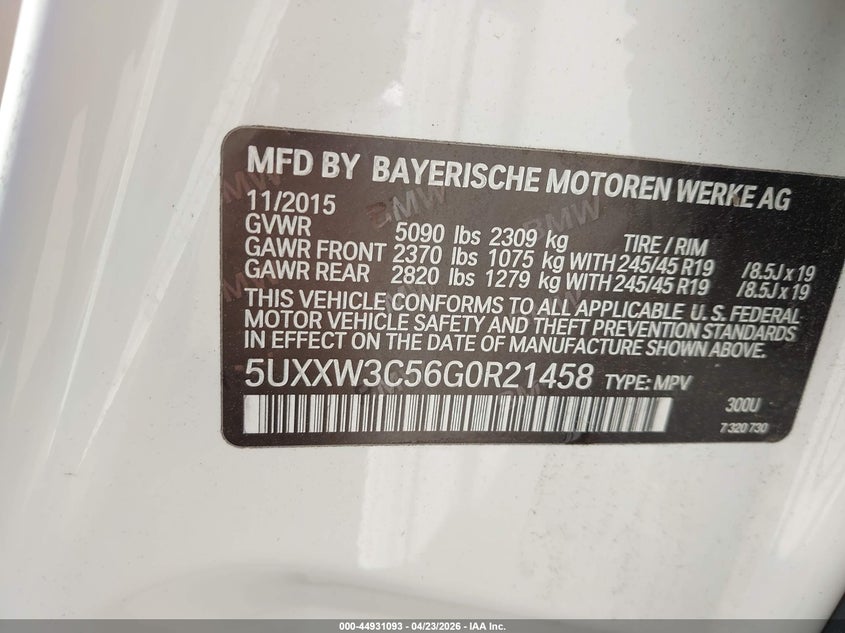 MFD BY BAYERISCHE MOTOREN WERKE AG
11/2015
GVWR 5090 lbs 2309 kg TIRE / RIM
GAWR FRONT 2370 lbs 1075 kg WITH 245/45 R19 /8.5J x 19
GAWR REAR 2820 lbs 1279 kg WITH 245/45 R19 /8.5J x 19
THIS VEHICLE CONFORMS TO ALL APPLICABLE U.S. FEDERAL
MOTOR VEHICLE SAFETY AND THEFT PREVENTION STANDARDS
IN EFFECT ON THE DATE OF MANUFACTURE SHOWN ABOVE.
5UXXW3C56G0R21458 TYPE: MPV
300U
7 320 730
000-44931093 - 04/23/2026 - IAA Inc.